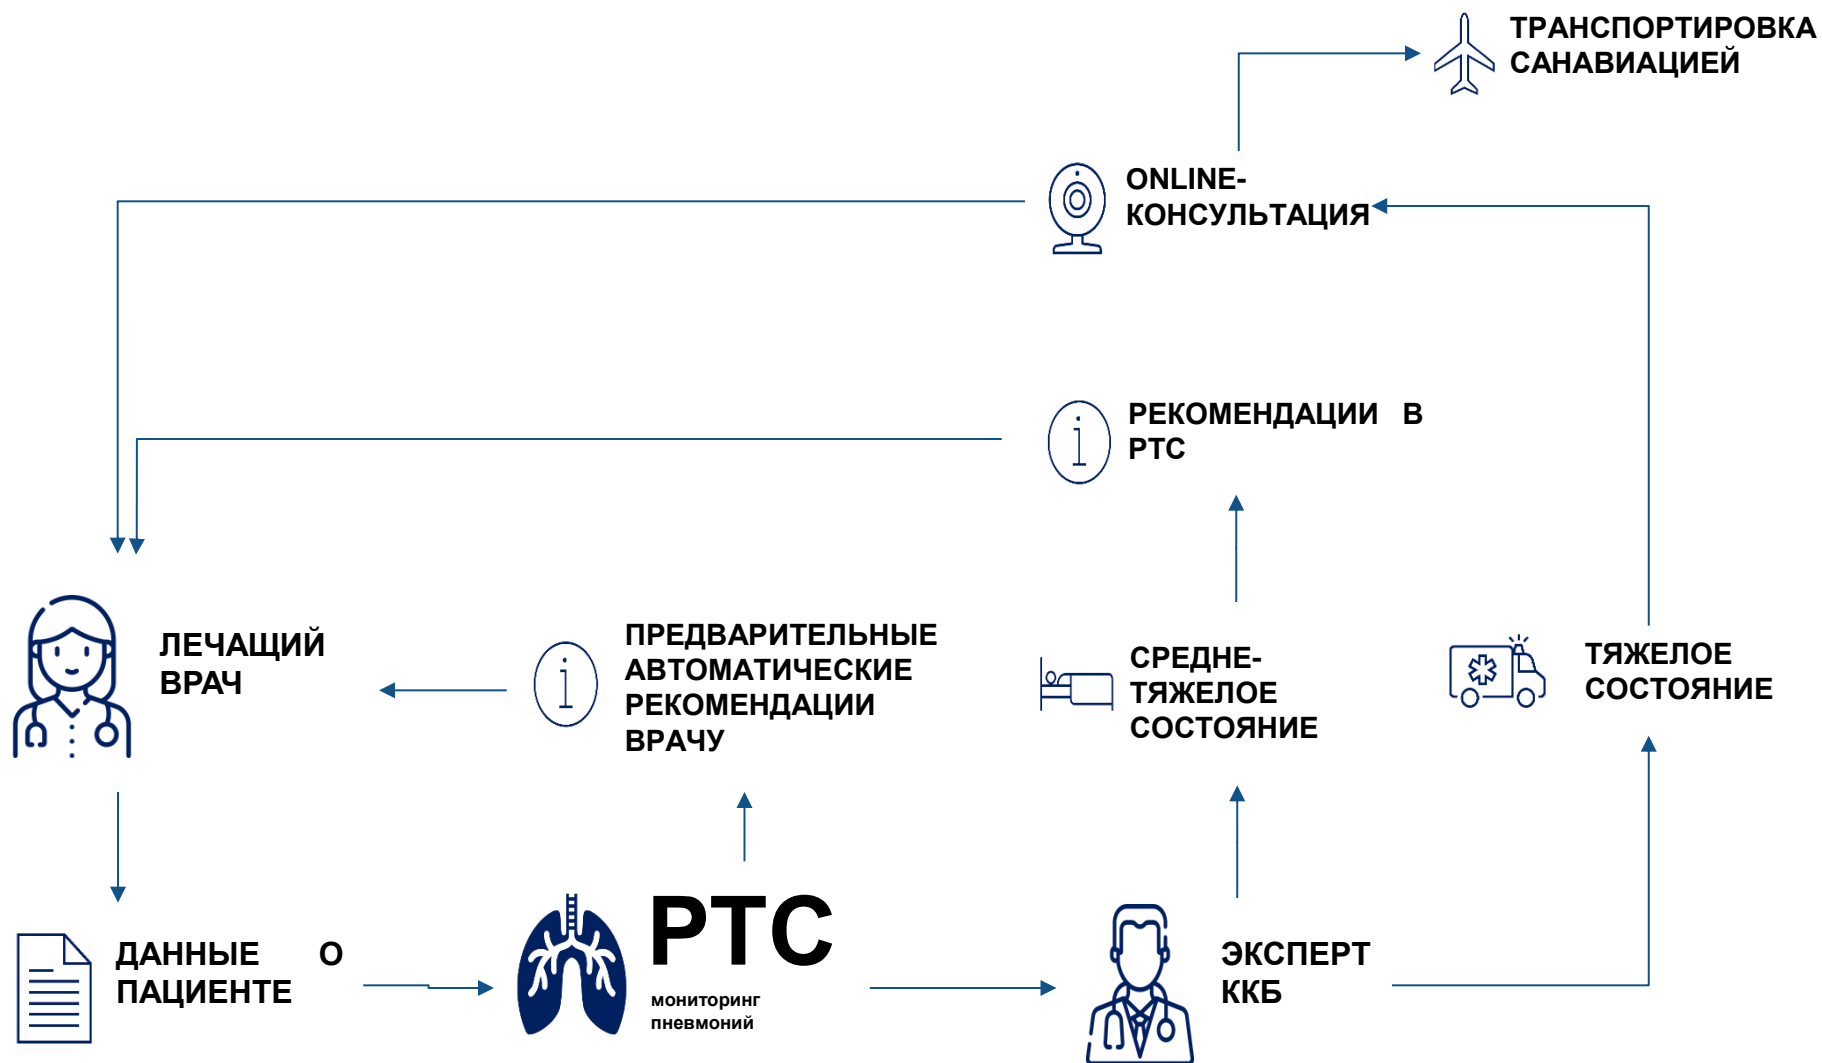 ТРАНСПОРТИРОВКА
САНАВИАЦИЕЙ
ONLINE-
КОНСУЛЬТАЦИЯ
РЕКОМЕНДАЦИИ В
РТС
ЛЕЧАЩИЙ
ВРАЧ
ПРЕДВАРИТЕЛЬНЫЕ
АВТОМАТИЧЕСКИЕ
РЕКОМЕНДАЦИИ
ВРАЧУ
СРЕДНЕ-
ТЯЖЕЛОЕ
СОСТОЯНИЕ
ТЯЖЕЛОЕ
СОСТОЯНИЕ
ДАННЫЕ О
ПАЦИЕНТЕ
РТС
мониторинг
пневмоний
ЭКСПЕРТ
ККБ